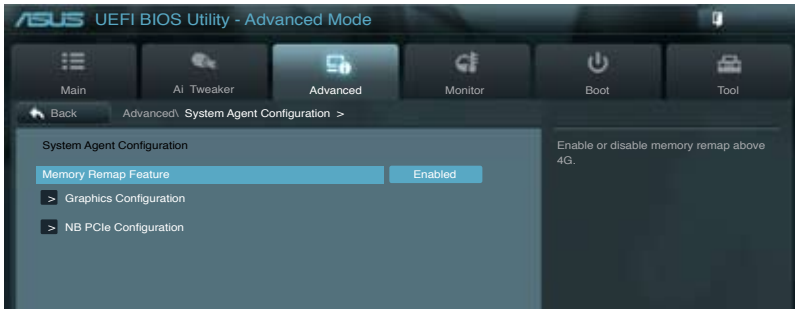 ASUS UEFI BIOS Utility - Advanced Mode
Main
Ai Tweaker
Advanced
Monitor
Boot
Tool
Back
Advanced\ System Agent Configuration >
System Agent Configuration
Memory Remap Feature Enabled
> Graphics Configuration
> NB PCIe Configuration
Enable or disable memory remap above
4G.